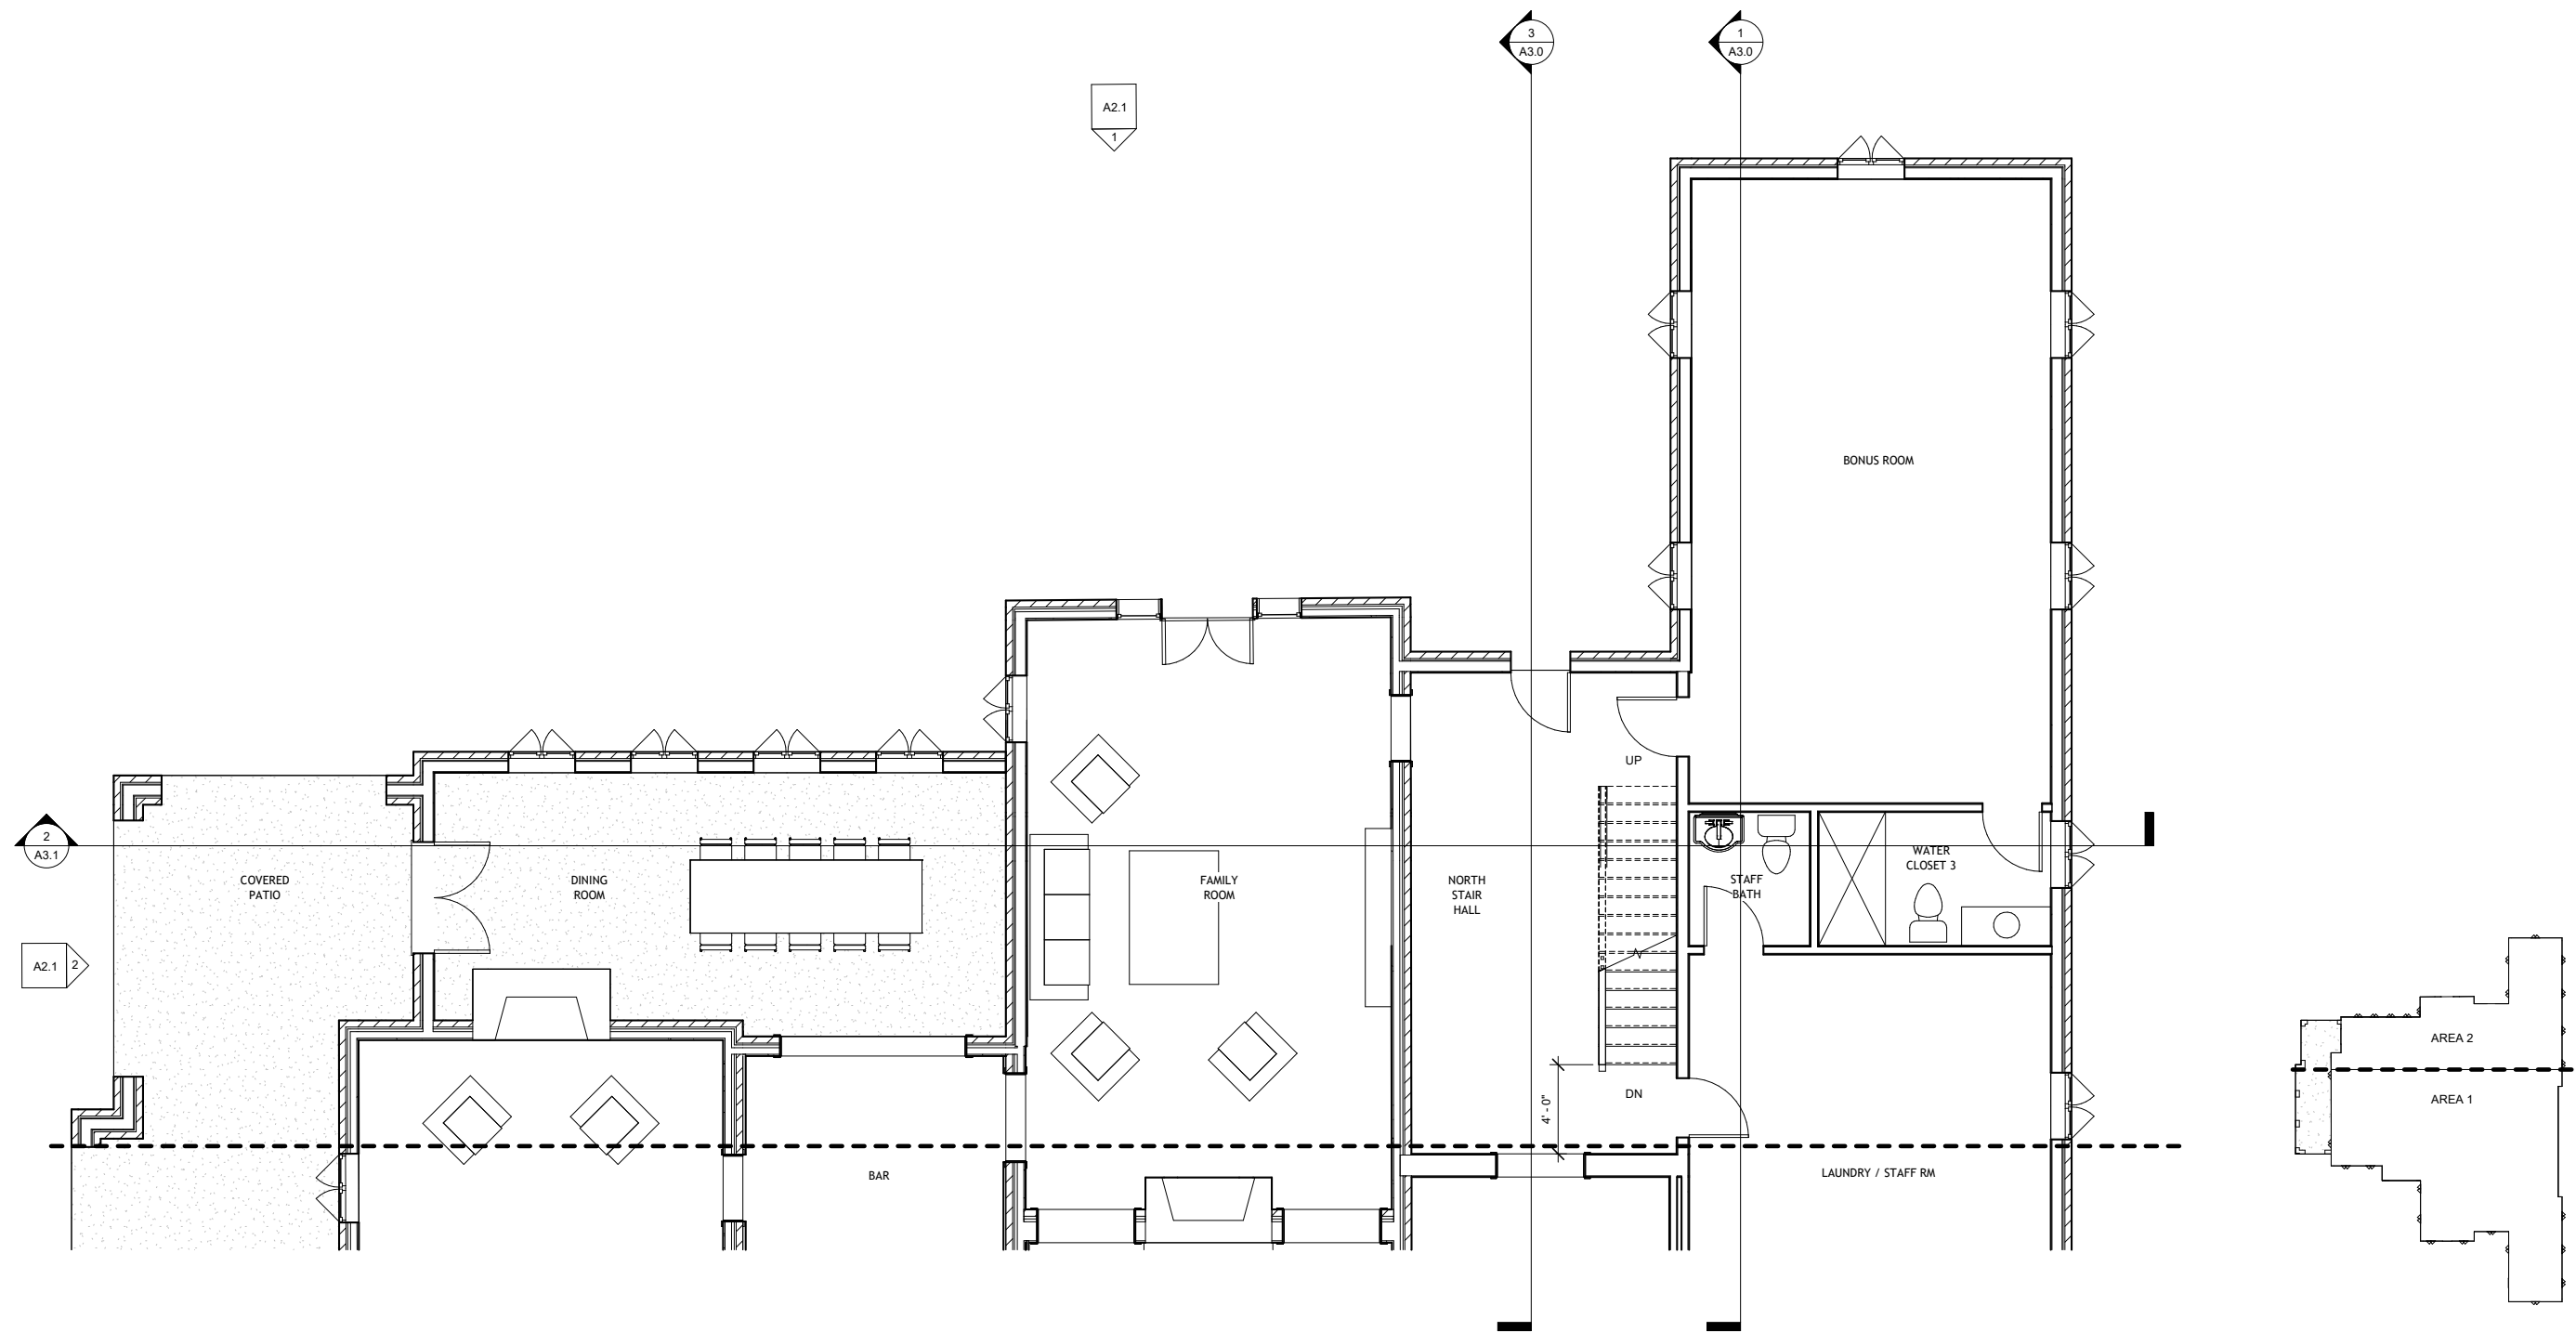 3
A3.0
1
A3.0
A2.1
1
BONUS ROOM
UP
2
A3.1
COVERED
PATIO
DINING
ROOM
FAMILY
ROOM
NORTH
STAIR
HALL
STAFF
BATH
WATER
CLOSET 3
A2.1
2
4' - 0"
DN
BAR
LAUNDRY / STAFF RM
AREA 2
AREA 1